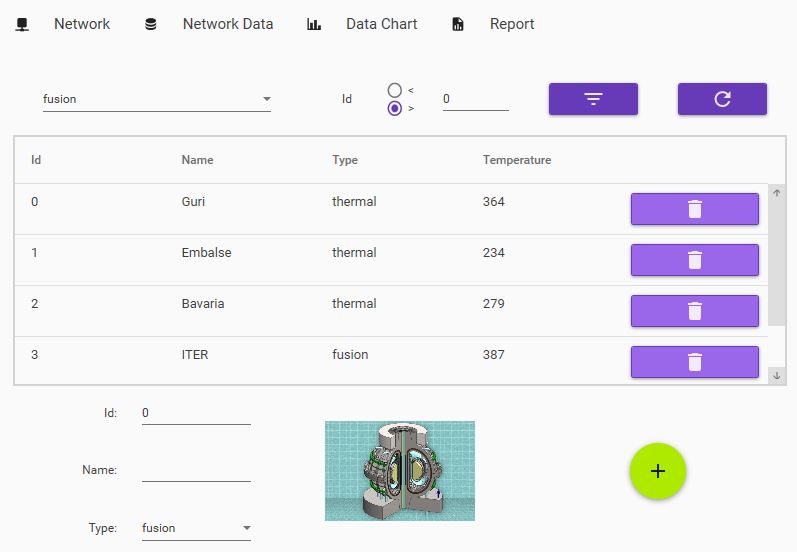 Network Network Data Data Chart Report
fusion Id < 0
>
Id Name Type Temperature
0 Guri thermal 364
1 Embalse thermal 234
2 Bavaria thermal 279
3 ITER fusion 387
Id: 0
Name:
Type: fusion